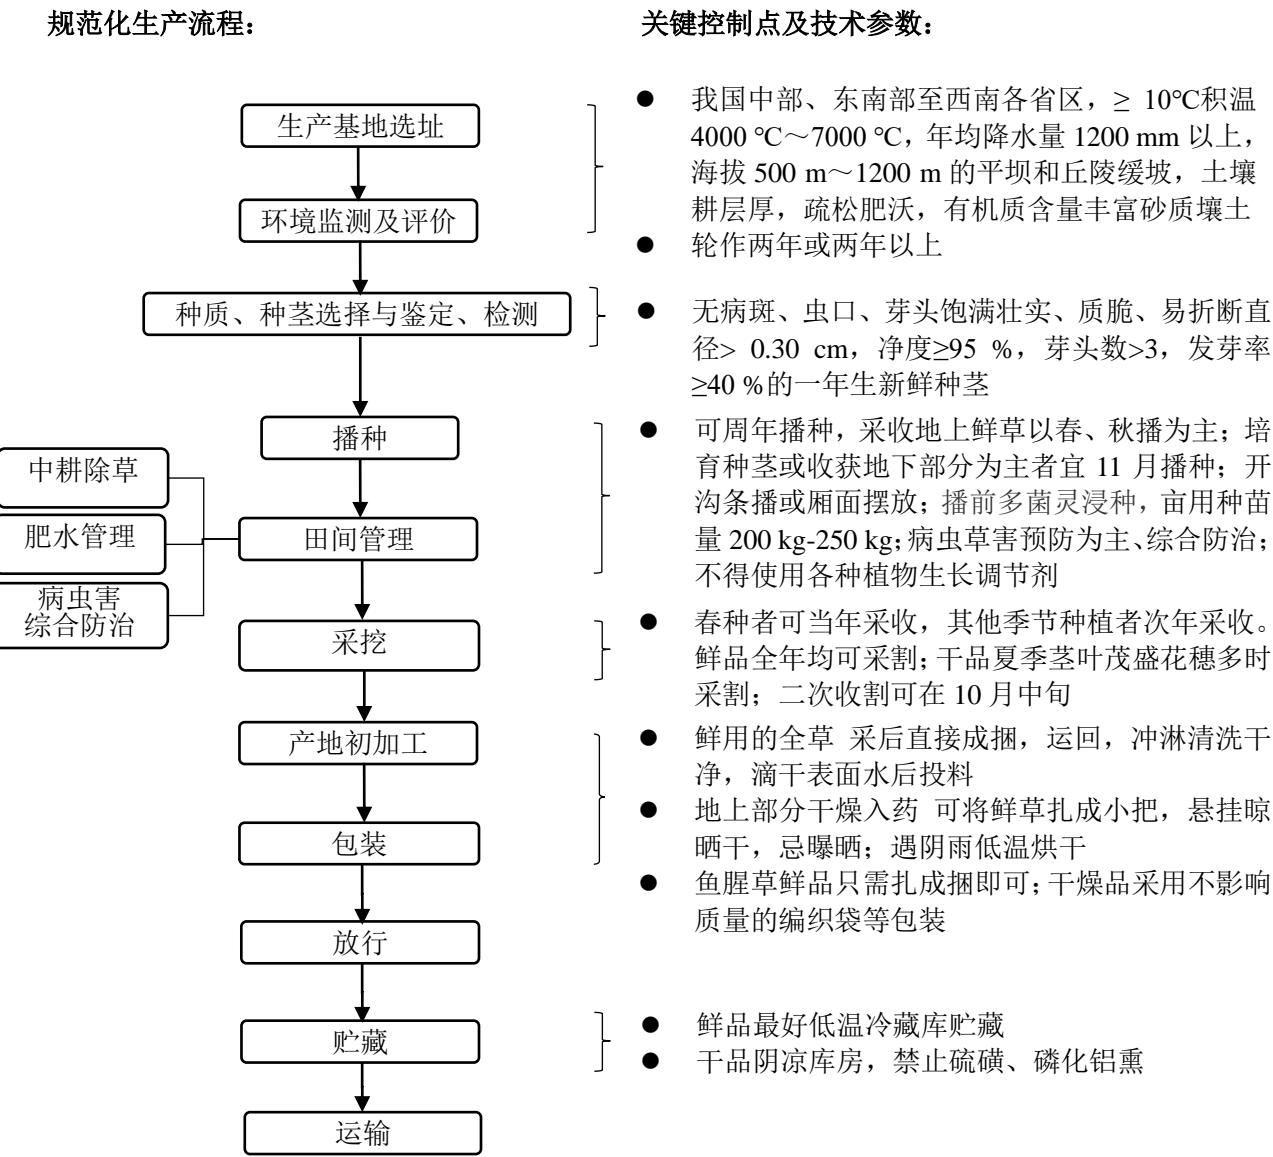 规范化生产流程：
生产基地选址
环境监测及评价
种质、种茎选择与鉴定、检测
播种
中耕除草
肥水管理
病虫害
综合防治
田间管理
采挖
产地初加工
包装
放行
贮藏
运输
关键控制点及技术参数：
● 我国中部、东南部至西南各省区，≥ 10℃积温
4000 ℃～7000 ℃，年均降水量 1200 mm 以上，
海拔 500 m～1200 m 的平坝和丘陵缓坡，土壤
耕层厚，疏松肥沃，有机质含量丰富砂质壤土
● 轮作两年或两年以上
● 无病斑、虫口、芽头饱满壮实、质脆、易折断直
径> 0.30 cm，净度≥95 %，芽头数>3，发芽率
≥40 %的一年生新鲜种茎
● 可周年播种，采收地上鲜草以春、秋播为主；培
育种茎或收获地下部分为主者宜 11 月播种；开
沟条播或厢面摆放；播前多菌灵浸种，亩用种苗
量 200 kg-250 kg；病虫草害预防为主、综合防治；
不得使用各种植物生长调节剂
● 春种者可当年采收，其他季节种植者次年采收。
鲜品全年均可采割；干品夏季茎叶茂盛花穗多时
采割；二次收割可在 10 月中旬
● 鲜用的全草 采后直接成捆，运回，冲淋清洗干
净，滴干表面水后投料
● 地上部分干燥入药 可将鲜草扎成小把，悬挂晾
晒干，忌曝晒；遇阴雨低温烘干
● 鱼腥草鲜品只需扎成捆即可；干燥品采用不影响
质量的编织袋等包装
● 鲜品最好低温冷藏库贮藏
● 干品阴凉库房，禁止硫磺、磷化铝熏